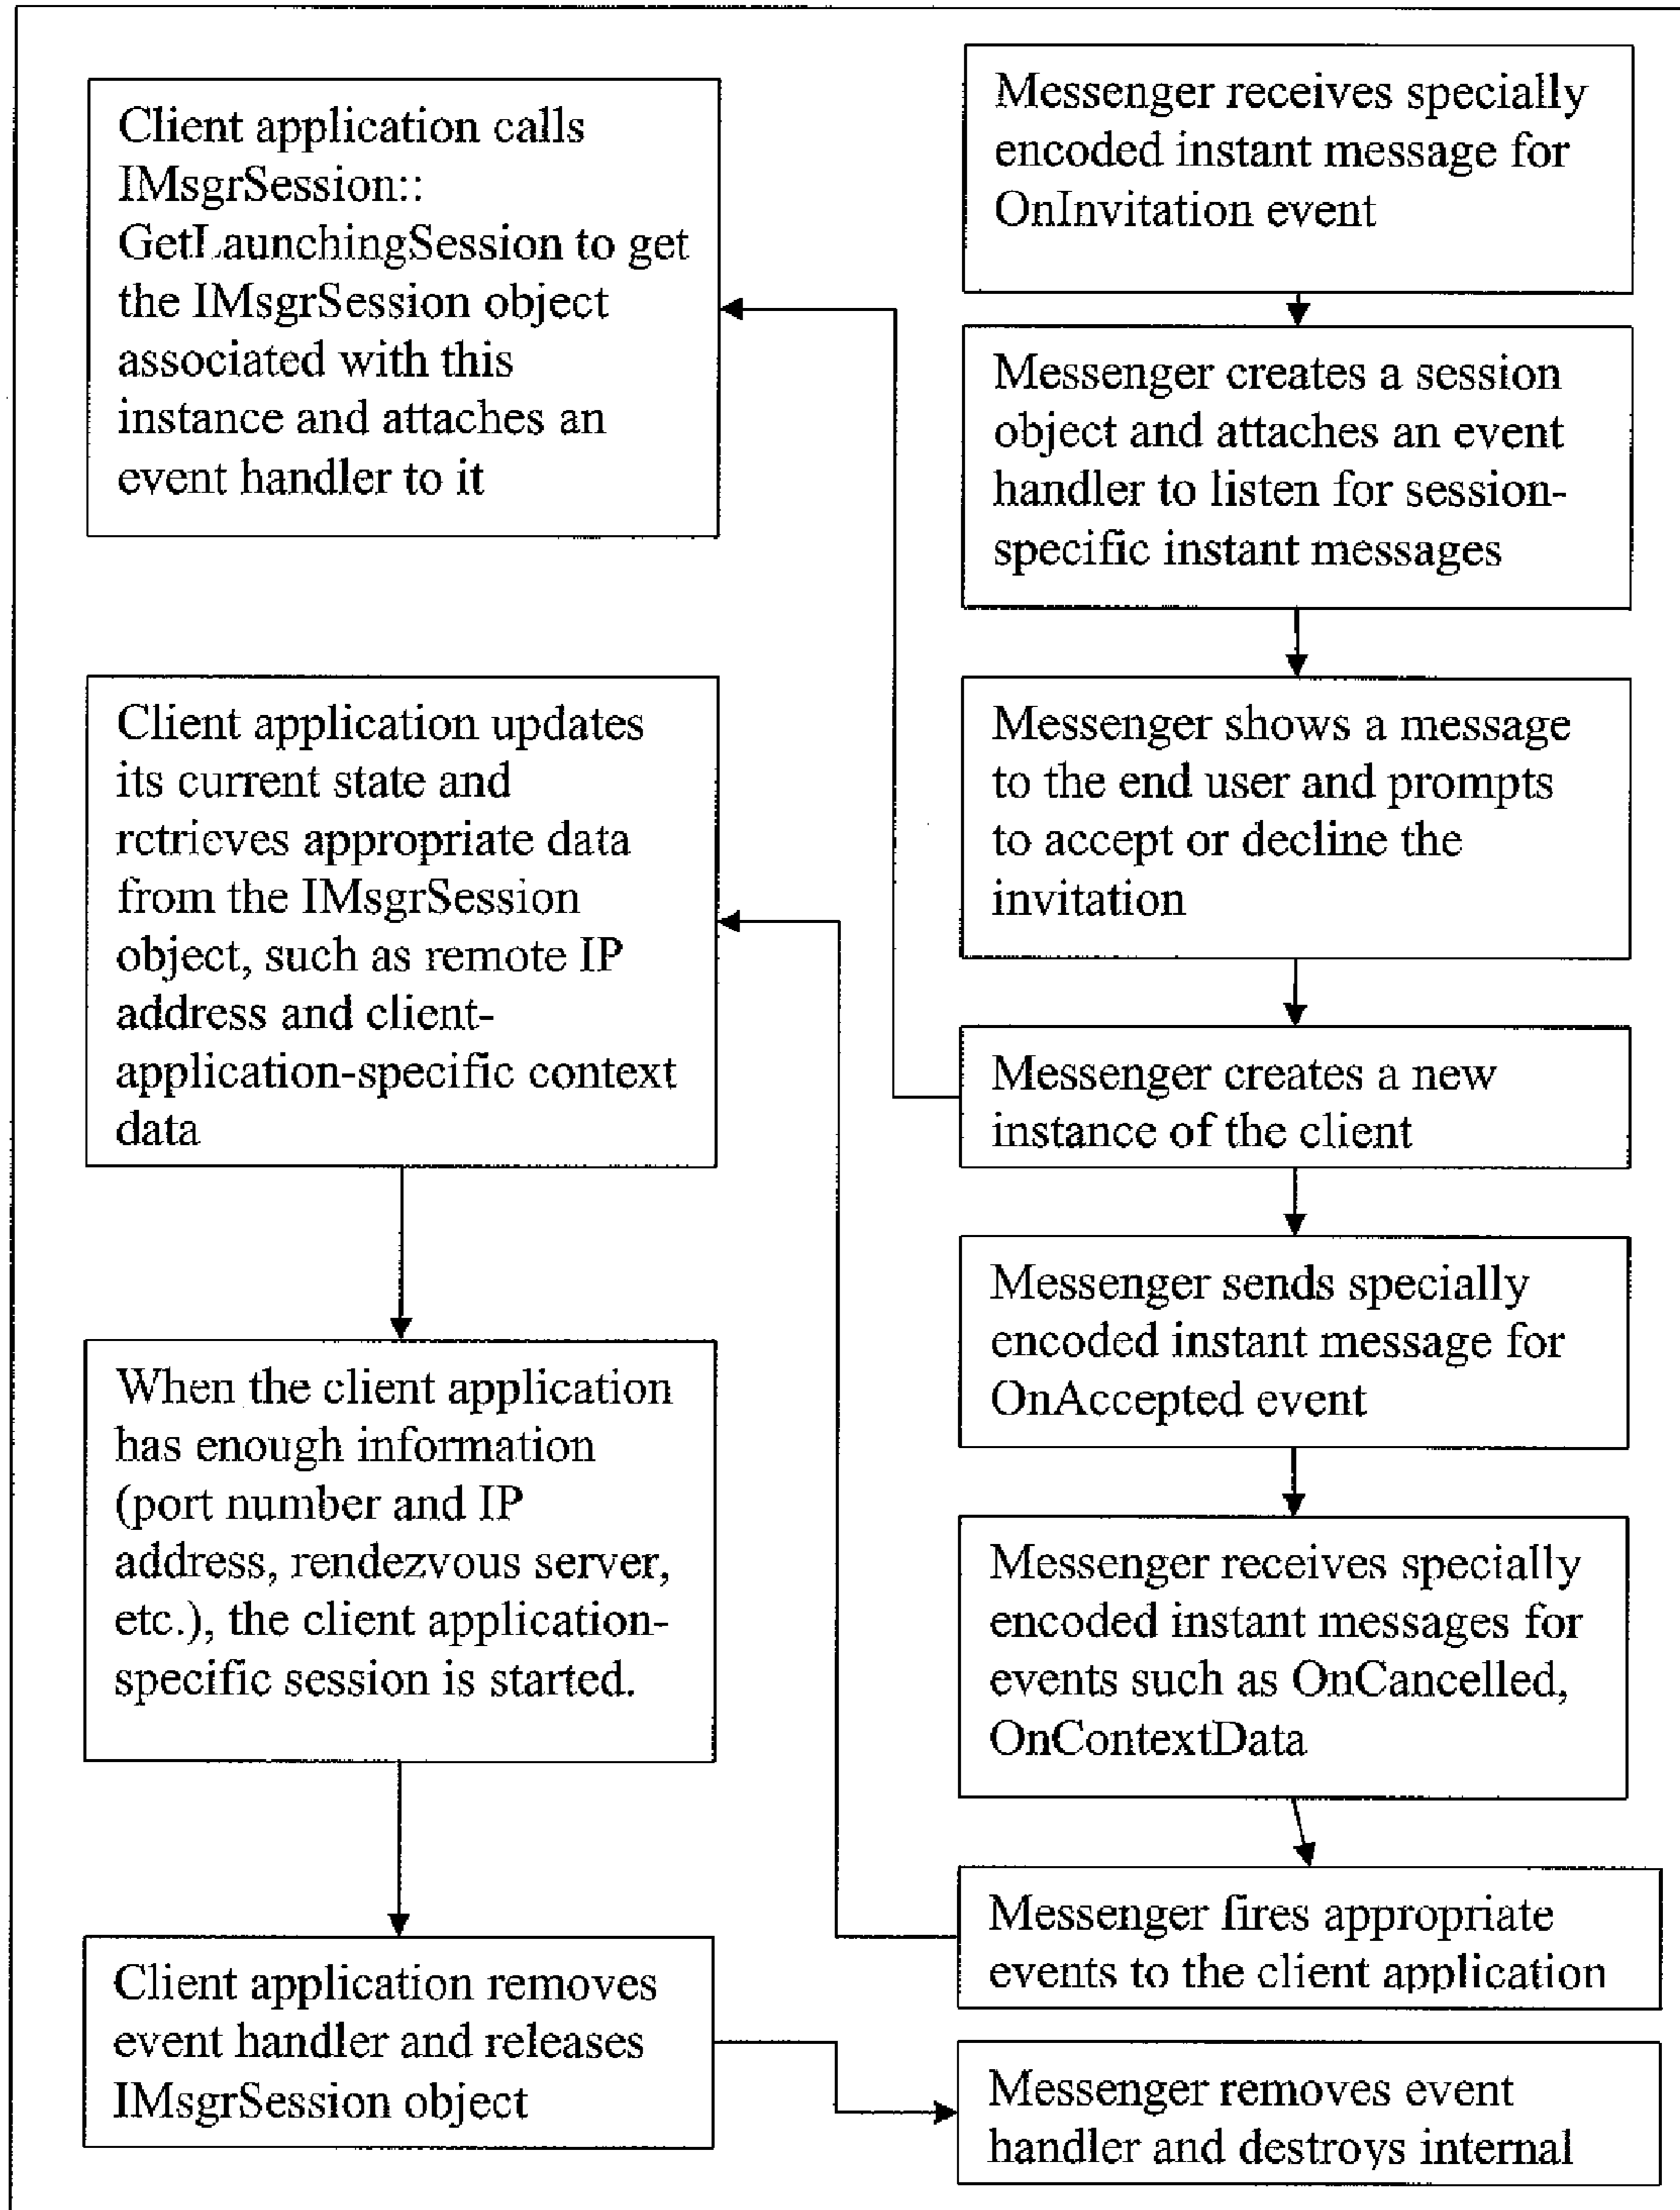 Client application calls
IMsgrSession::
GetLaunchingSession to get
the IMsgrSession object
associated with this
instance and attaches an
event handler to it
Client application updates
its current state and
retrieves appropriate data
from the IMsgrSession
object, such as remote IP
address and client-
application-specific context
data
When the client application
has enough information
(port number and IP
address, rendezvous server,
etc.), the client application-
specific session is started.
Client application removes
event handler and releases
IMsgrSession object
Messenger receives specially
encoded instant message for
OnInvitation event
Messenger creates a session
object and attaches an event
handler to listen for session-
specific instant messages
Messenger shows a message
to the end user and prompts
to accept or decline the
invitation
Messenger creates a new
instance of the client
Messenger sends specially
encoded instant message for
OnAccepted event
Messenger receives specially
encoded instant messages for
events such as OnCancelled,
OnContextData
Messenger fires appropriate
events to the client application
Messenger removes event
handler and destroys internal